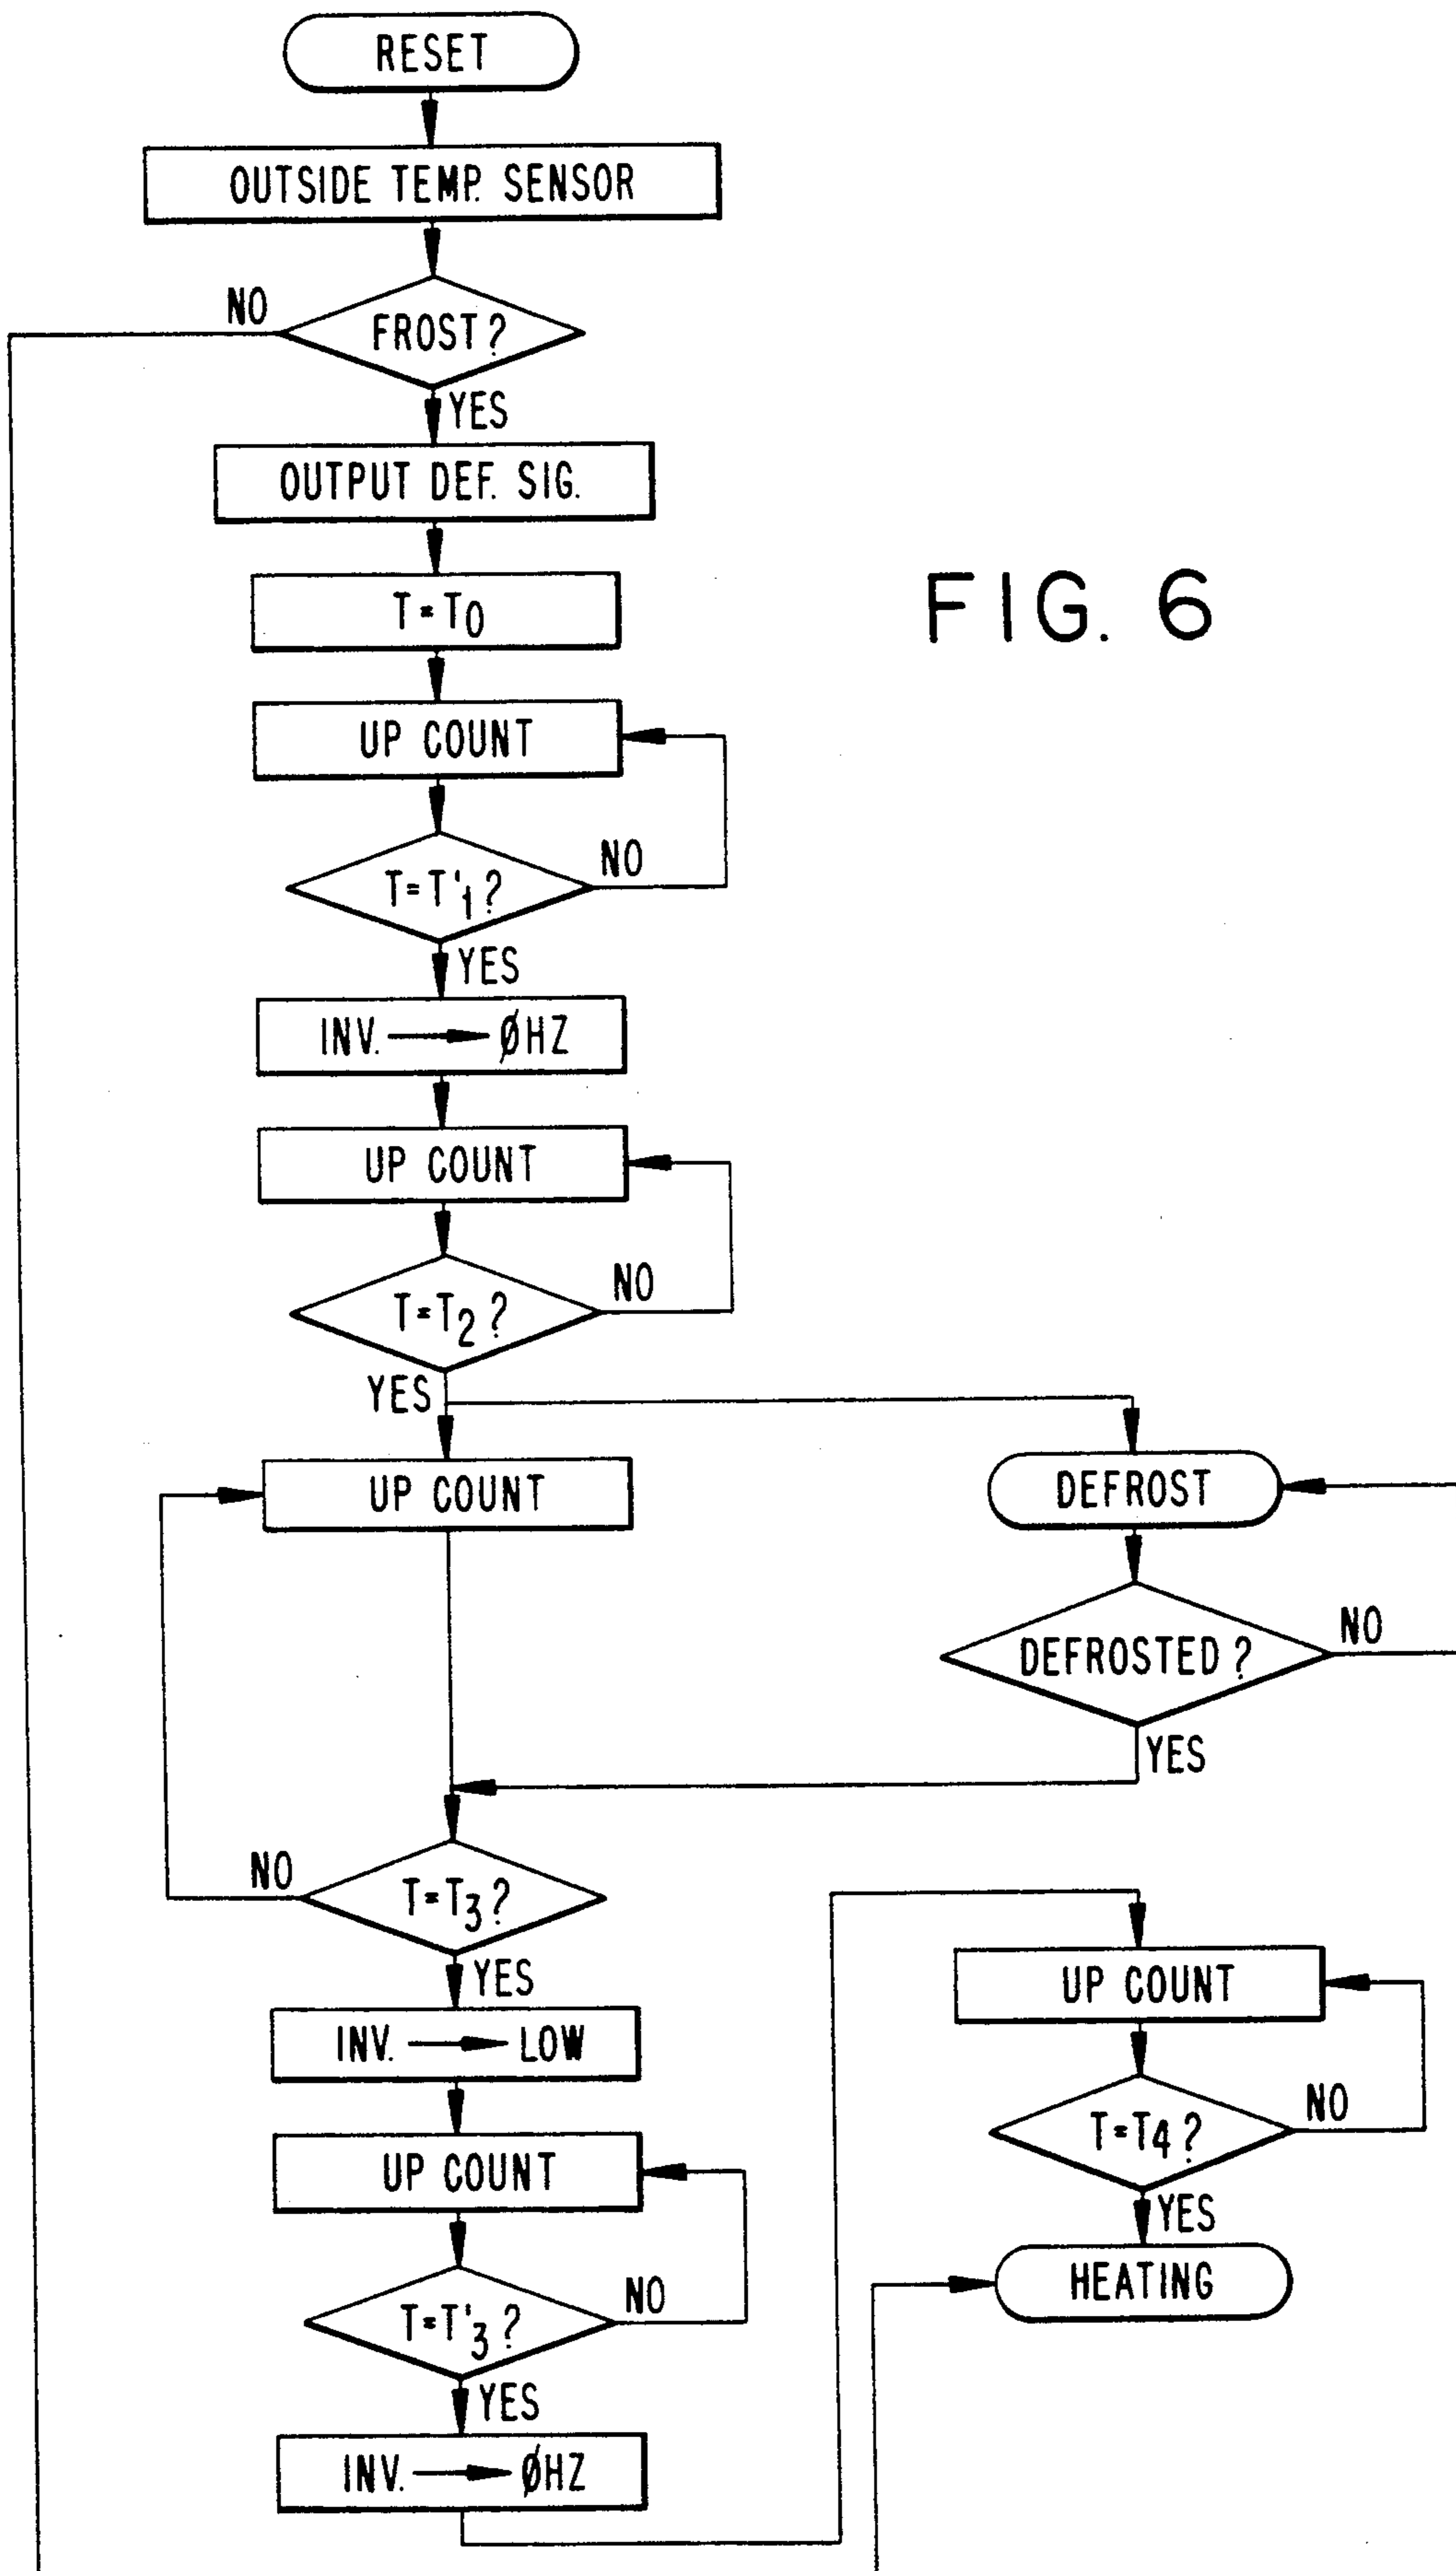 RESET
OUTSIDE TEMP. SENSOR
FROST?
NO
YES
OUTPUT DEF. SIG.
T=T0
FIG. 6
UP COUNT
T=T'1?
NO
YES
INV. → ØHZ
UP COUNT
T=T2?
NO
YES
UP COUNT
DEFROST
DEFROSTED?
NO
YES
T=T3?
NO
YES
INV. → LOW
UP COUNT
T=T'3?
NO
YES
INV. → ØHZ
UP COUNT
T=T4?
NO
YES
HEATING